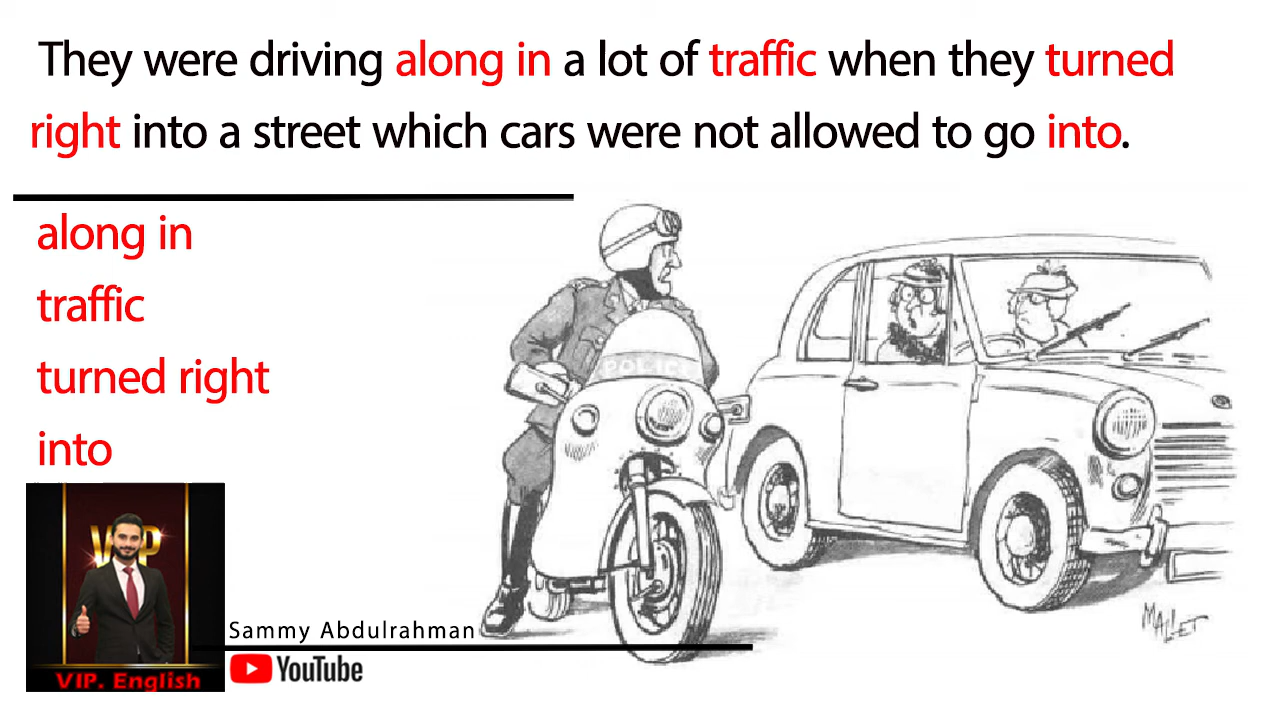 They were driving along in a lot of traffic when they turned
right into a street which cars were not allowed to go into.
along in
traffic
turned right
into
POLICE
VIP
Sammy Abdulrahman
VIP. English
YouTube
MALLET